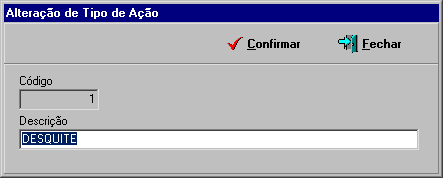 Alteração de Tipo de Ação
Confirmar Fechar
Código
1
Descrição
DESQUITE